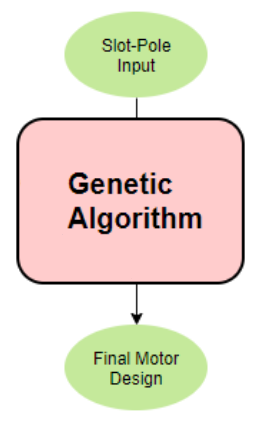 Slot-Pole
Input
Genetic
Algorithm
Final Motor
Design